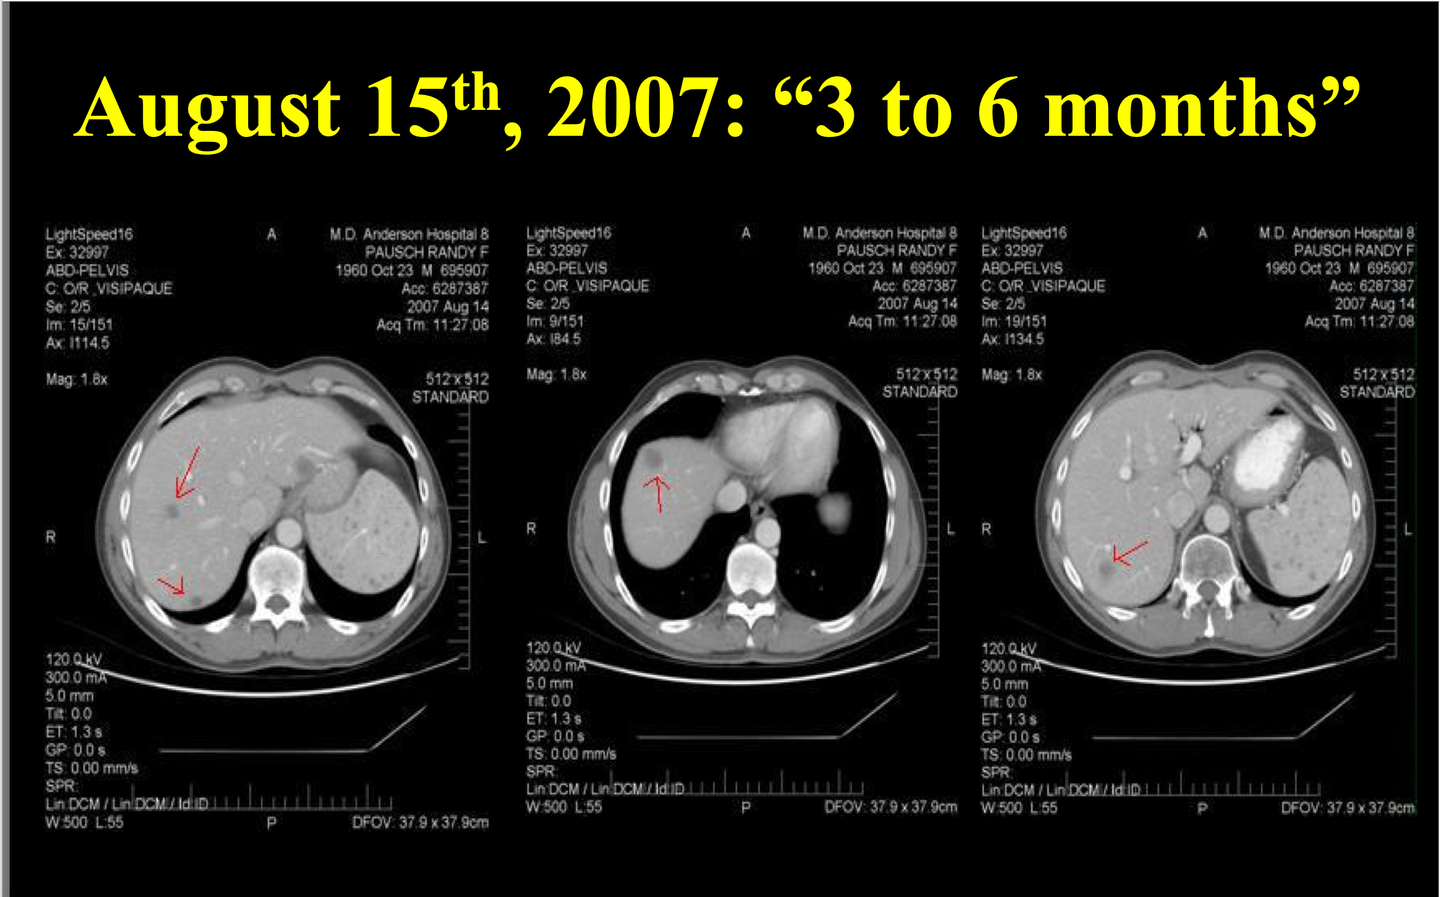 August 15th, 2007: “3 to 6 months”
LightSpeed16 A M.D. Anderson Hospital 8
Ex: 32997 PAUSCH RANDY F
ABD-PELVIS 1960 Oct 23 M 695907
C: O/R ,VISIPAQUE Acc: 6287387
Se: 2/5 2007 Aug 14
Im: 15/151 Acq Tm: 11:27:08
Ax: I114.5
Mag: 1.8x 512 x 512
STANDARD
R L
120.0 kV
300.0 mA
5.0 mm
Tilt: 0.0
ET: 1.3 s
GP: 0.0 s
TS: 0.00 mm/s
SPR:
Lin:DCM / Lin:DCM / Id:ID
W:500 L:55 P DFOV: 37.9 x 37.9cm
LightSpeed16 A M.D. Anderson Hospital 8
Ex: 32997 PAUSCH RANDY F
ABD-PELVIS 1960 Oct 23 M 695907
C: O/R ,VISIPAQUE Acc: 6287387
Se: 2/5 2007 Aug 14
Im: 9/151 Acq Tm: 11:27:08
Ax: I84.5
Mag: 1.8x 512 x 512
STANDARD
R L
120.0 kV
300.0 mA
5.0 mm
Tilt: 0.0
ET: 1.3 s
GP: 0.0 s
TS: 0.00 mm/s
SPR:
Lin:DCM / Lin:DCM / Id:ID
W:500 L:55 P DFOV: 37.9 x 37.9cm
LightSpeed16 A M.D. Anderson Hospital 8
Ex: 32997 PAUSCH RANDY F
ABD-PELVIS 1960 Oct 23 M 695907
C: O/R ,VISIPAQUE Acc: 6287387
Se: 2/5 2007 Aug 14
Im: 19/151 Acq Tm: 11:27:08
Ax: I134.5
Mag: 1.8x 512 x 512
STANDARD
R L
120.0 kV
300.0 mA
5.0 mm
Tilt: 0.0
ET: 1.3 s
GP: 0.0 s
TS: 0.00 mm/s
SPR:
Lin:DCM / Lin:DCM / Id:ID
W:500 L:55 P DFOV: 37.9 x 37.9cm